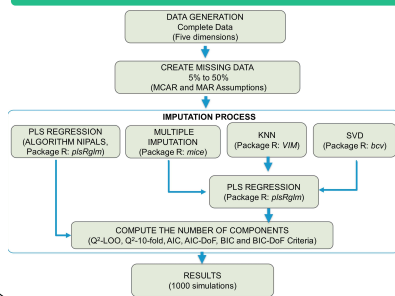 DATA GENERATION
Complete Data
(Five dimensions)
CREATE MISSING DATA
5% to 50%
(MCAR and MAR Assumptions)
IMPUTATION PROCESS
PLS REGRESSION
(ALGORITHM NIPALS,
Package R: plsRglm)
MULTIPLE
IMPUTATION
(Package R: mice)
KNN
(Package R: VIM)
SVD
(Package R: bcv)
PLS REGRESSION
(Package R: plsRglm)
COMPUTE THE NUMBER OF COMPONENTS
(Q²-LOO, Q²-10-fold, AIC, AIC-DoF, BIC and BIC-DoF Criteria)
RESULTS
(1000 simulations)